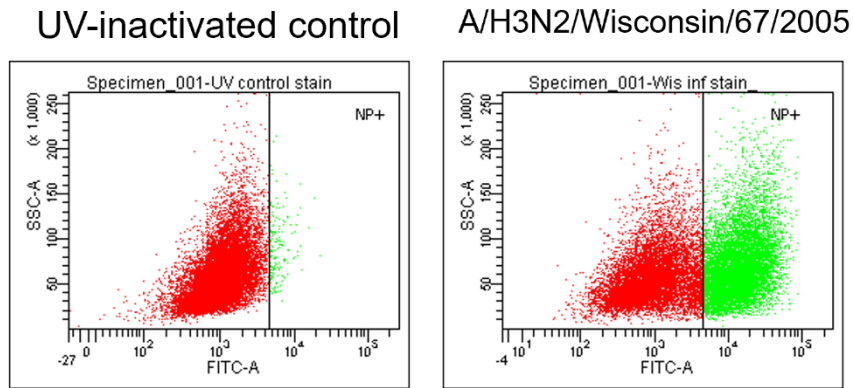 UV-inactivated control
A/H3N2/Wisconsin/67/2005
Specimen_001-UV control stain
NP+
(x 1,000)
SSC-A
250
200
150
100
50
-27
0
10²
10³
10⁴
10⁵
FITC-A
Specimen_001-Wis inf stain_
NP+
(x 1,000)
SSC-A
250
200
150
100
50
-4
10¹
10²
10³
10⁴
10⁵
FITC-A